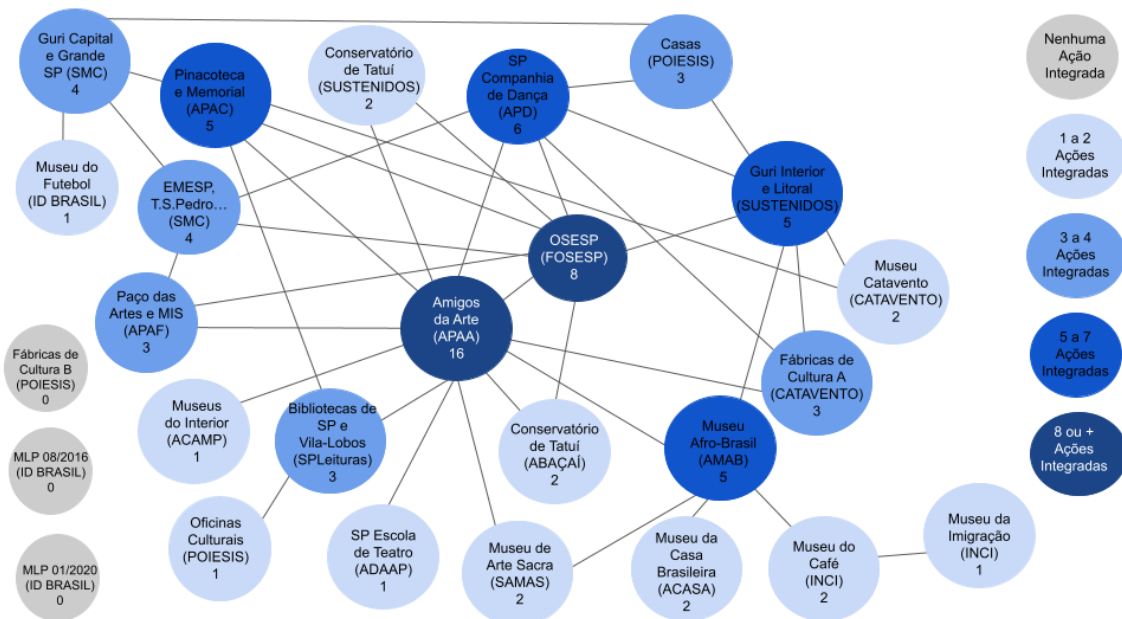 Guri Capital
e Grande
SP (SMC)
4
Pinacoteca
e Memorial
(APAC)
5
Conservatório
de Tatuí
(SUSTENIDOS)
2
SP
Companhia
de Dança
(APD)
6
Casas
(POIESIS)
3
Nenhuma
Ação
Integrada
Museu do
Futebol
(ID BRASIL)
1
EMESP,
T.S.Pedro…
(SMC)
4
Guri Interior
e Litoral
(SUSTENIDOS)
5
1 a 2
Ações
Integradas
OSESP
(FOSESP)
8
Museu
Catavento
(CATAVENTO)
2
3 a 4
Ações
Integradas
Paço das
Artes e MIS
(APAF)
3
Amigos
da Arte
(APAA)
16
Fábricas de
Cultura B
(POIESIS)
0
Fábricas de
Cultura A
(CATAVENTO)
3
5 a 7
Ações
Integradas
Museus
do Interior
(ACAMP)
1
Bibliotecas de
SP e
Vila-Lobos
(SPLeituras)
3
Conservatório
de Tatuí
(ABAÇAÍ)
2
Museu
Afro-Brasil
(AMAB)
5
8 ou +
Ações
Integradas
MLP 08/2016
(ID BRASIL)
0
Oficinas
Culturais
(POIESIS)
1
SP Escola
de Teatro
(ADAAP)
1
Museu de
Arte Sacra
(SAMAS)
2
Museu da
Casa
Brasileira
(ACASA)
2
Museu do
Café
(INCI)
2
Museu da
Imigração
(INCI)
1
MLP 01/2020
(ID BRASIL)
0